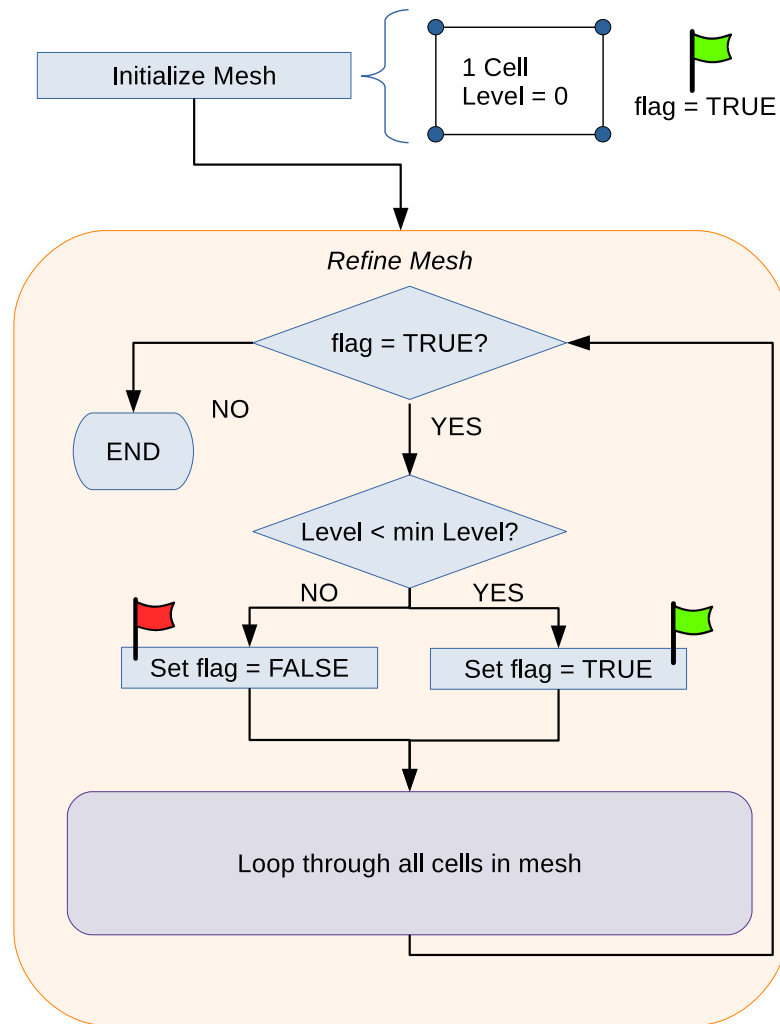 Initialize Mesh
1 Cell
Level = 0
flag = TRUE
Refine Mesh
flag = TRUE?
NO
YES
END
Level < min Level?
NO
YES
Set flag = FALSE
Set flag = TRUE
Loop through all cells in mesh